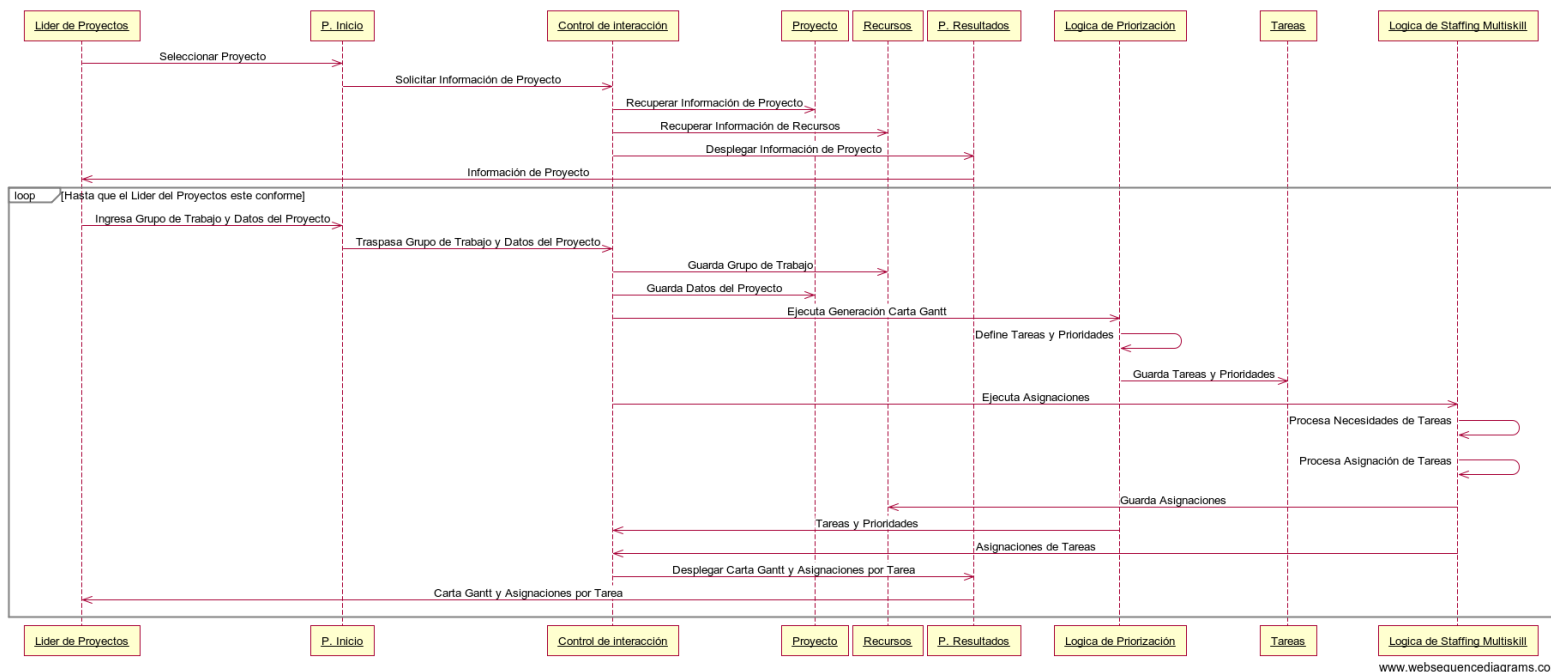 Lider de Proyectos
P. Inicio
Control de interacción
Proyecto
Recursos
P. Resultados
Logica de Priorización
Tareas
Logica de Staffing Multiskill
Seleccionar Proyecto
Solicitar Información de Proyecto
Recuperar Información de Proyecto
Recuperar Información de Recursos
Desplegar Información de Proyecto
Información de Proyecto
loop
[Hasta que el Lider del Proyectos este conforme]
Ingresa Grupo de Trabajo y Datos del Proyecto
Traspasa Grupo de Trabajo y Datos del Proyecto
Guarda Grupo de Trabajo
Guarda Datos del Proyecto
Ejecuta Generación Carta Gantt
Define Tareas y Prioridades
Guarda Tareas y Prioridades
Ejecuta Asignaciones
Procesa Necesidades de Tareas
Procesa Asignación de Tareas
Guarda Asignaciones
Tareas y Prioridades
Asignaciones de Tareas
Desplegar Carta Gantt y Asignaciones por Tarea
Carta Gantt y Asignaciones por Tarea
Lider de Proyectos
P. Inicio
Control de interacción
Proyecto
Recursos
P. Resultados
Logica de Priorización
Tareas
Logica de Staffing Multiskill
www.websequencediagrams.co